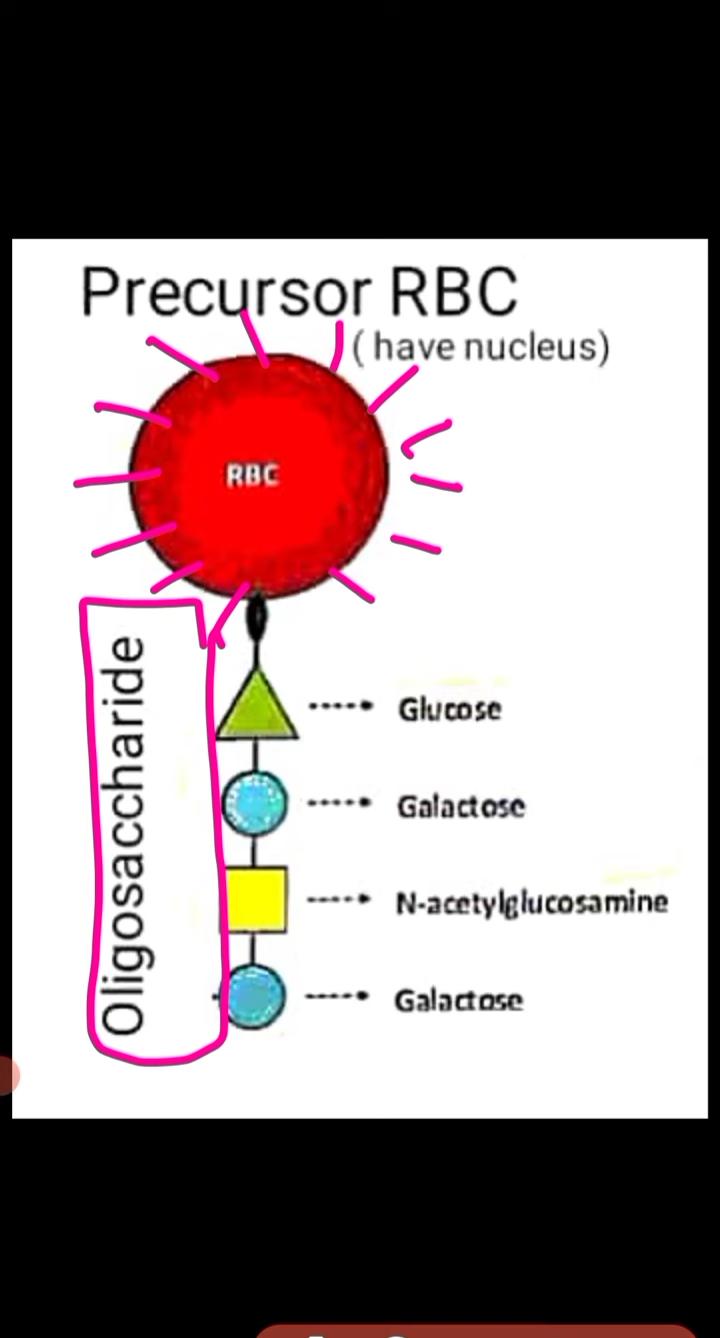 Precursor RBC
( have nucleus)
RBC
Oligosaccharide
Glucose
Galactose
N-acetylglucosamine
Galactose